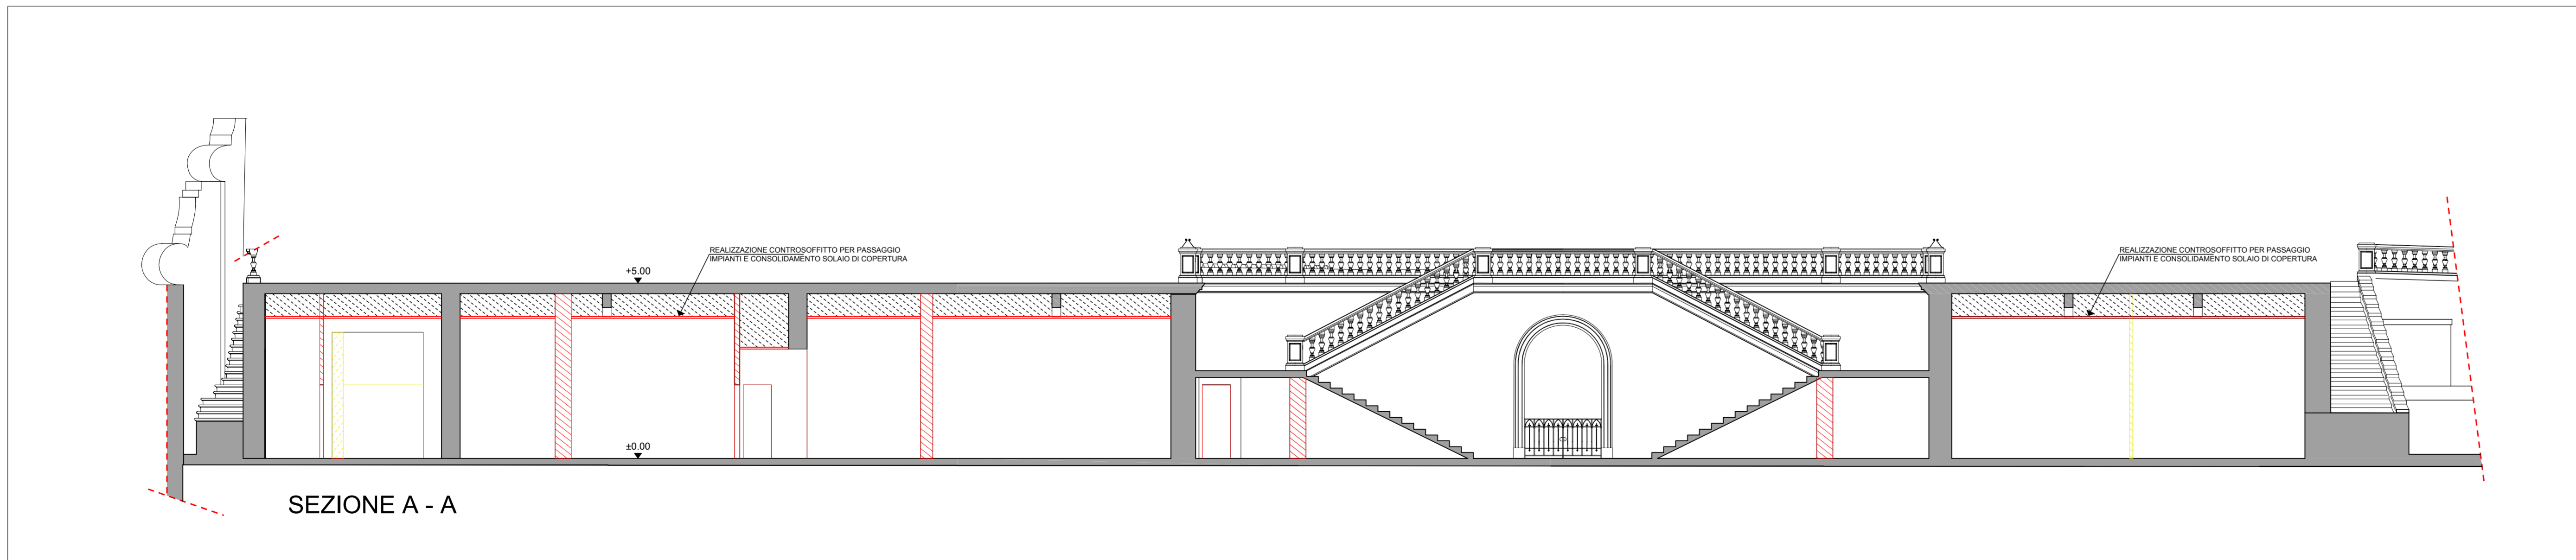 REALIZZAZIONE CONTROSOFFITTO PER PASSAGGIO
IMPIANTI E CONSOLIDAMENTO SOLAIO DI COPERTURA
REALIZZAZIONE CONTROSOFFITTO PER PASSAGGIO
IMPIANTI E CONSOLIDAMENTO SOLAIO DI COPERTURA
+5.00
±0.00
SEZIONE A - A